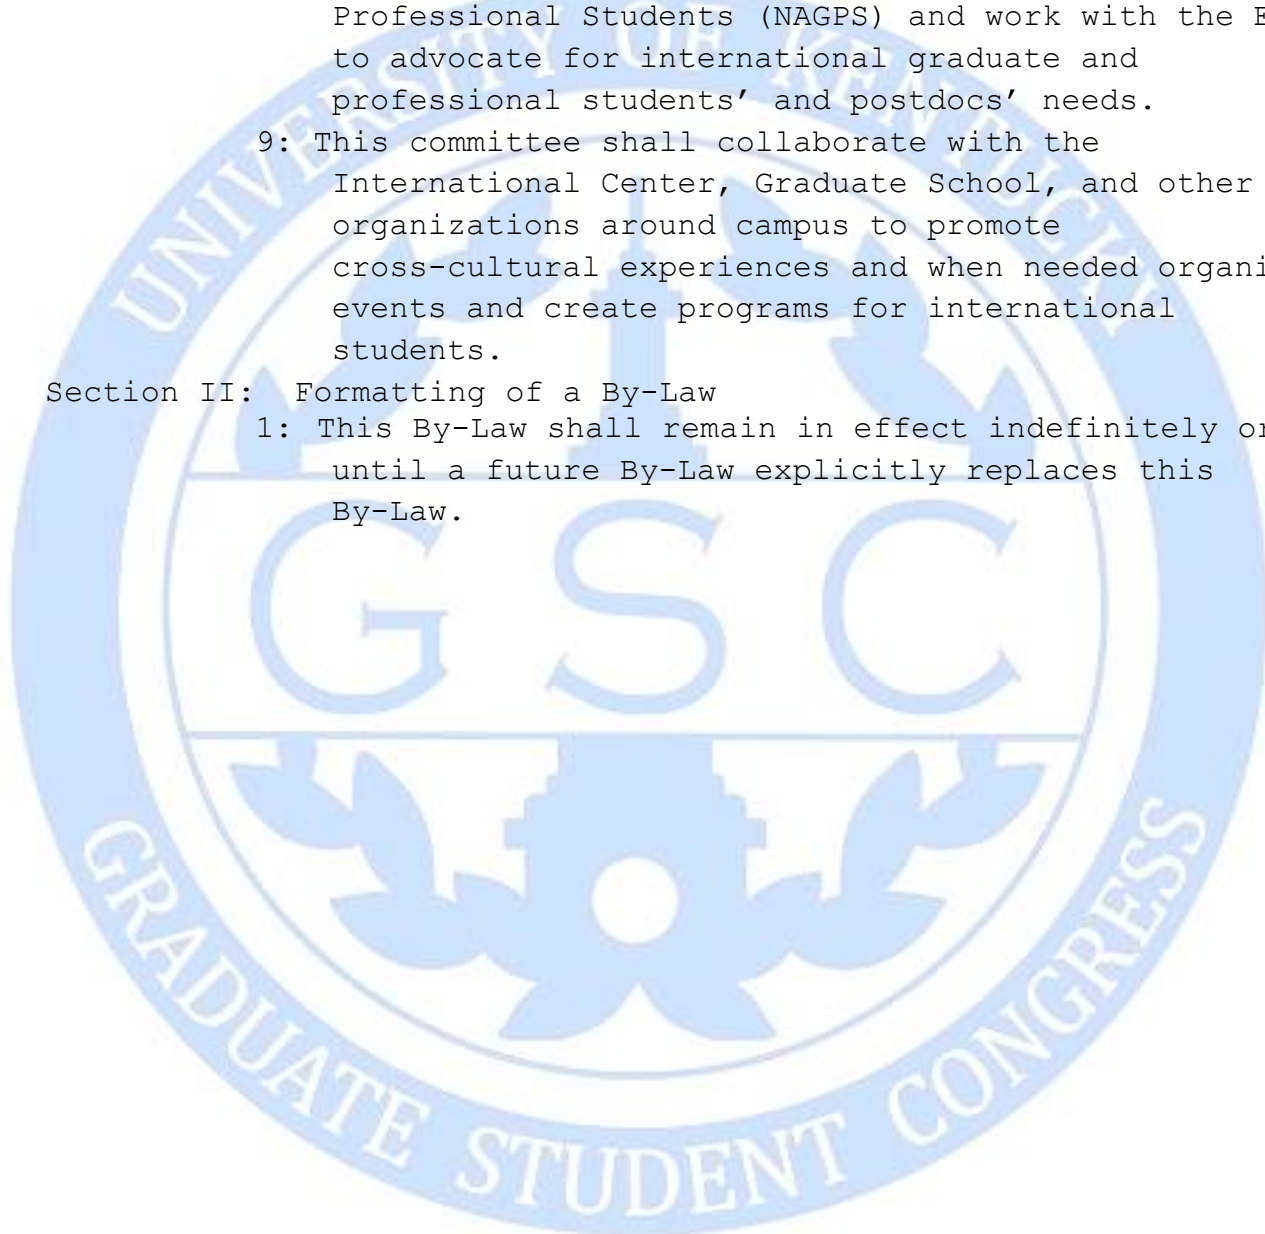 Professional Students (NAGPS) and work with the
to advocate for international graduate and
professional students’ and postdocs’ needs.
9: This committee shall collaborate with the
International Center, Graduate School, and other
organizations around campus to promote
cross-cultural experiences and when needed
events and create programs for international
students.
Section II: Formatting of a By-Law
1: This By-Law shall remain in effect indefinitely or
until a future By-Law explicitly replaces this
By-Law.
UNIVERSITY OF KENTUCKY
GSC
GRADUATE STUDENT CONGRESS